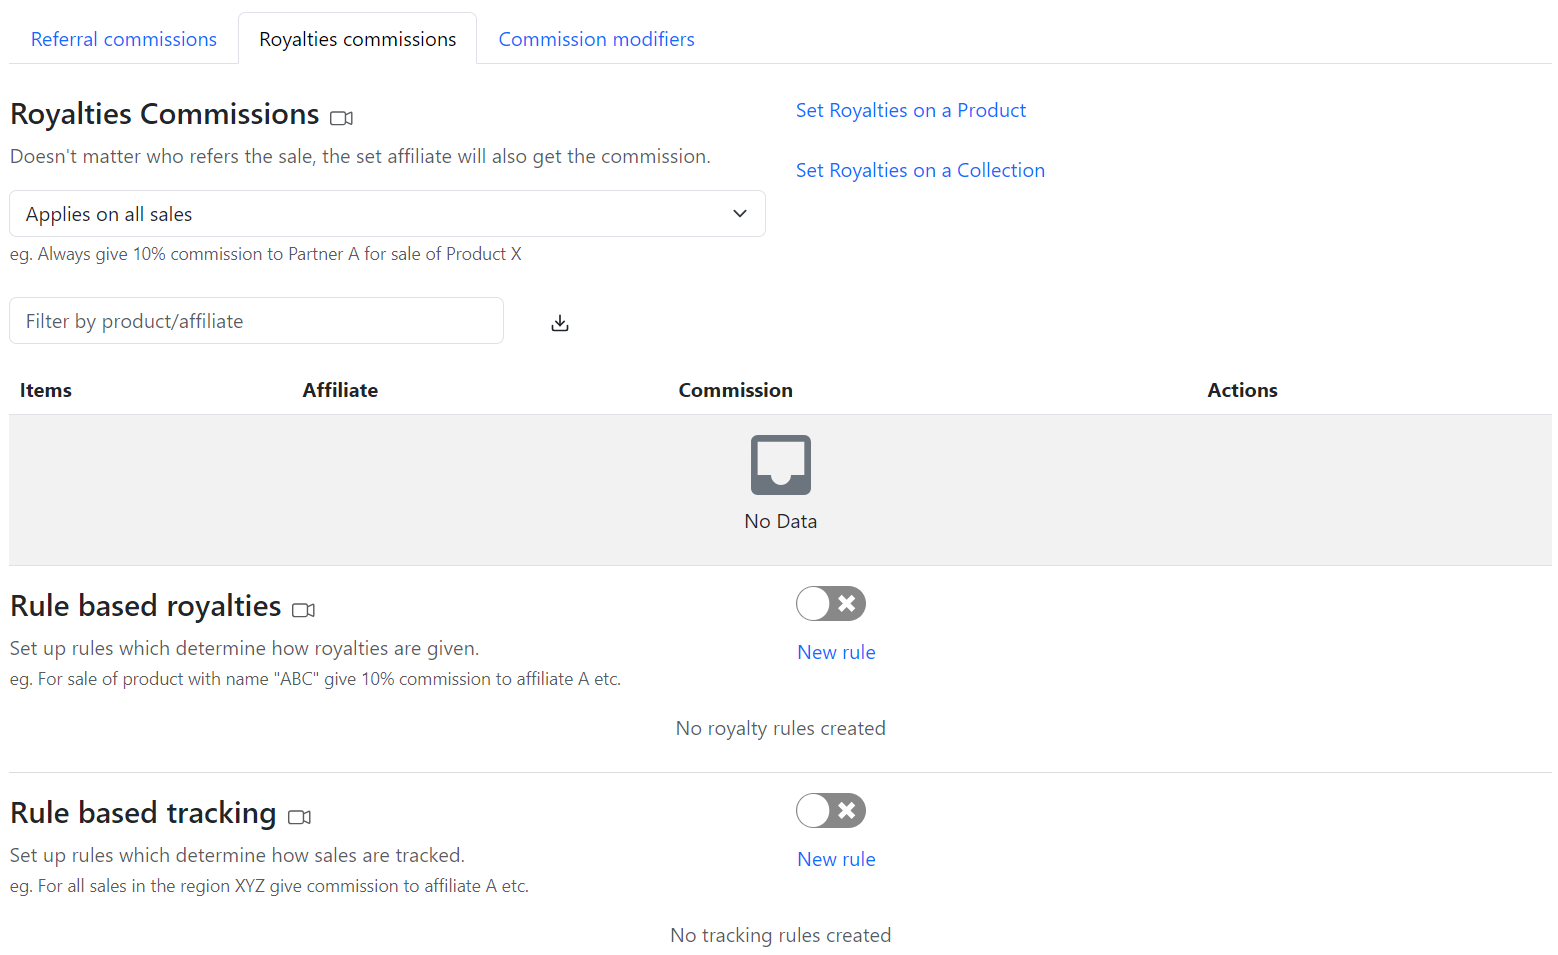 Referral commissions Royalties commissions Commission modifiers
Royalties Commissions
Set Royalties on a Product
Doesn't matter who refers the sale, the set affiliate will also get the commission.
Set Royalties on a Collection
Applies on all sales
eg. Always give 10% commission to Partner A for sale of Product X
Filter by product/affiliate
Items Affiliate Commission Actions
No Data
Rule based royalties
Set up rules which determine how royalties are given.
New rule
eg. For sale of product with name "ABC" give 10% commission to affiliate A etc.
No royalty rules created
Rule based tracking
Set up rules which determine how sales are tracked.
New rule
eg. For all sales in the region XYZ give commission to affiliate A etc.
No tracking rules created